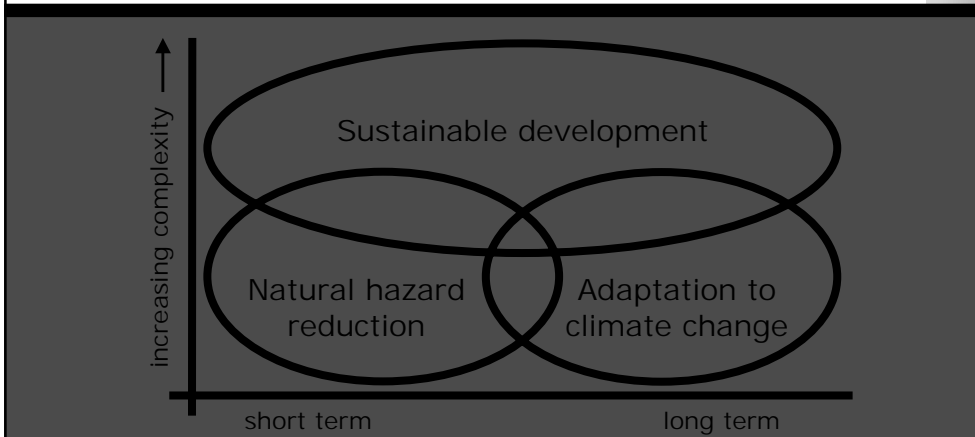 increasing complexity
Sustainable development
Natural hazard
reduction
Adaptation to
climate change
short term
long term